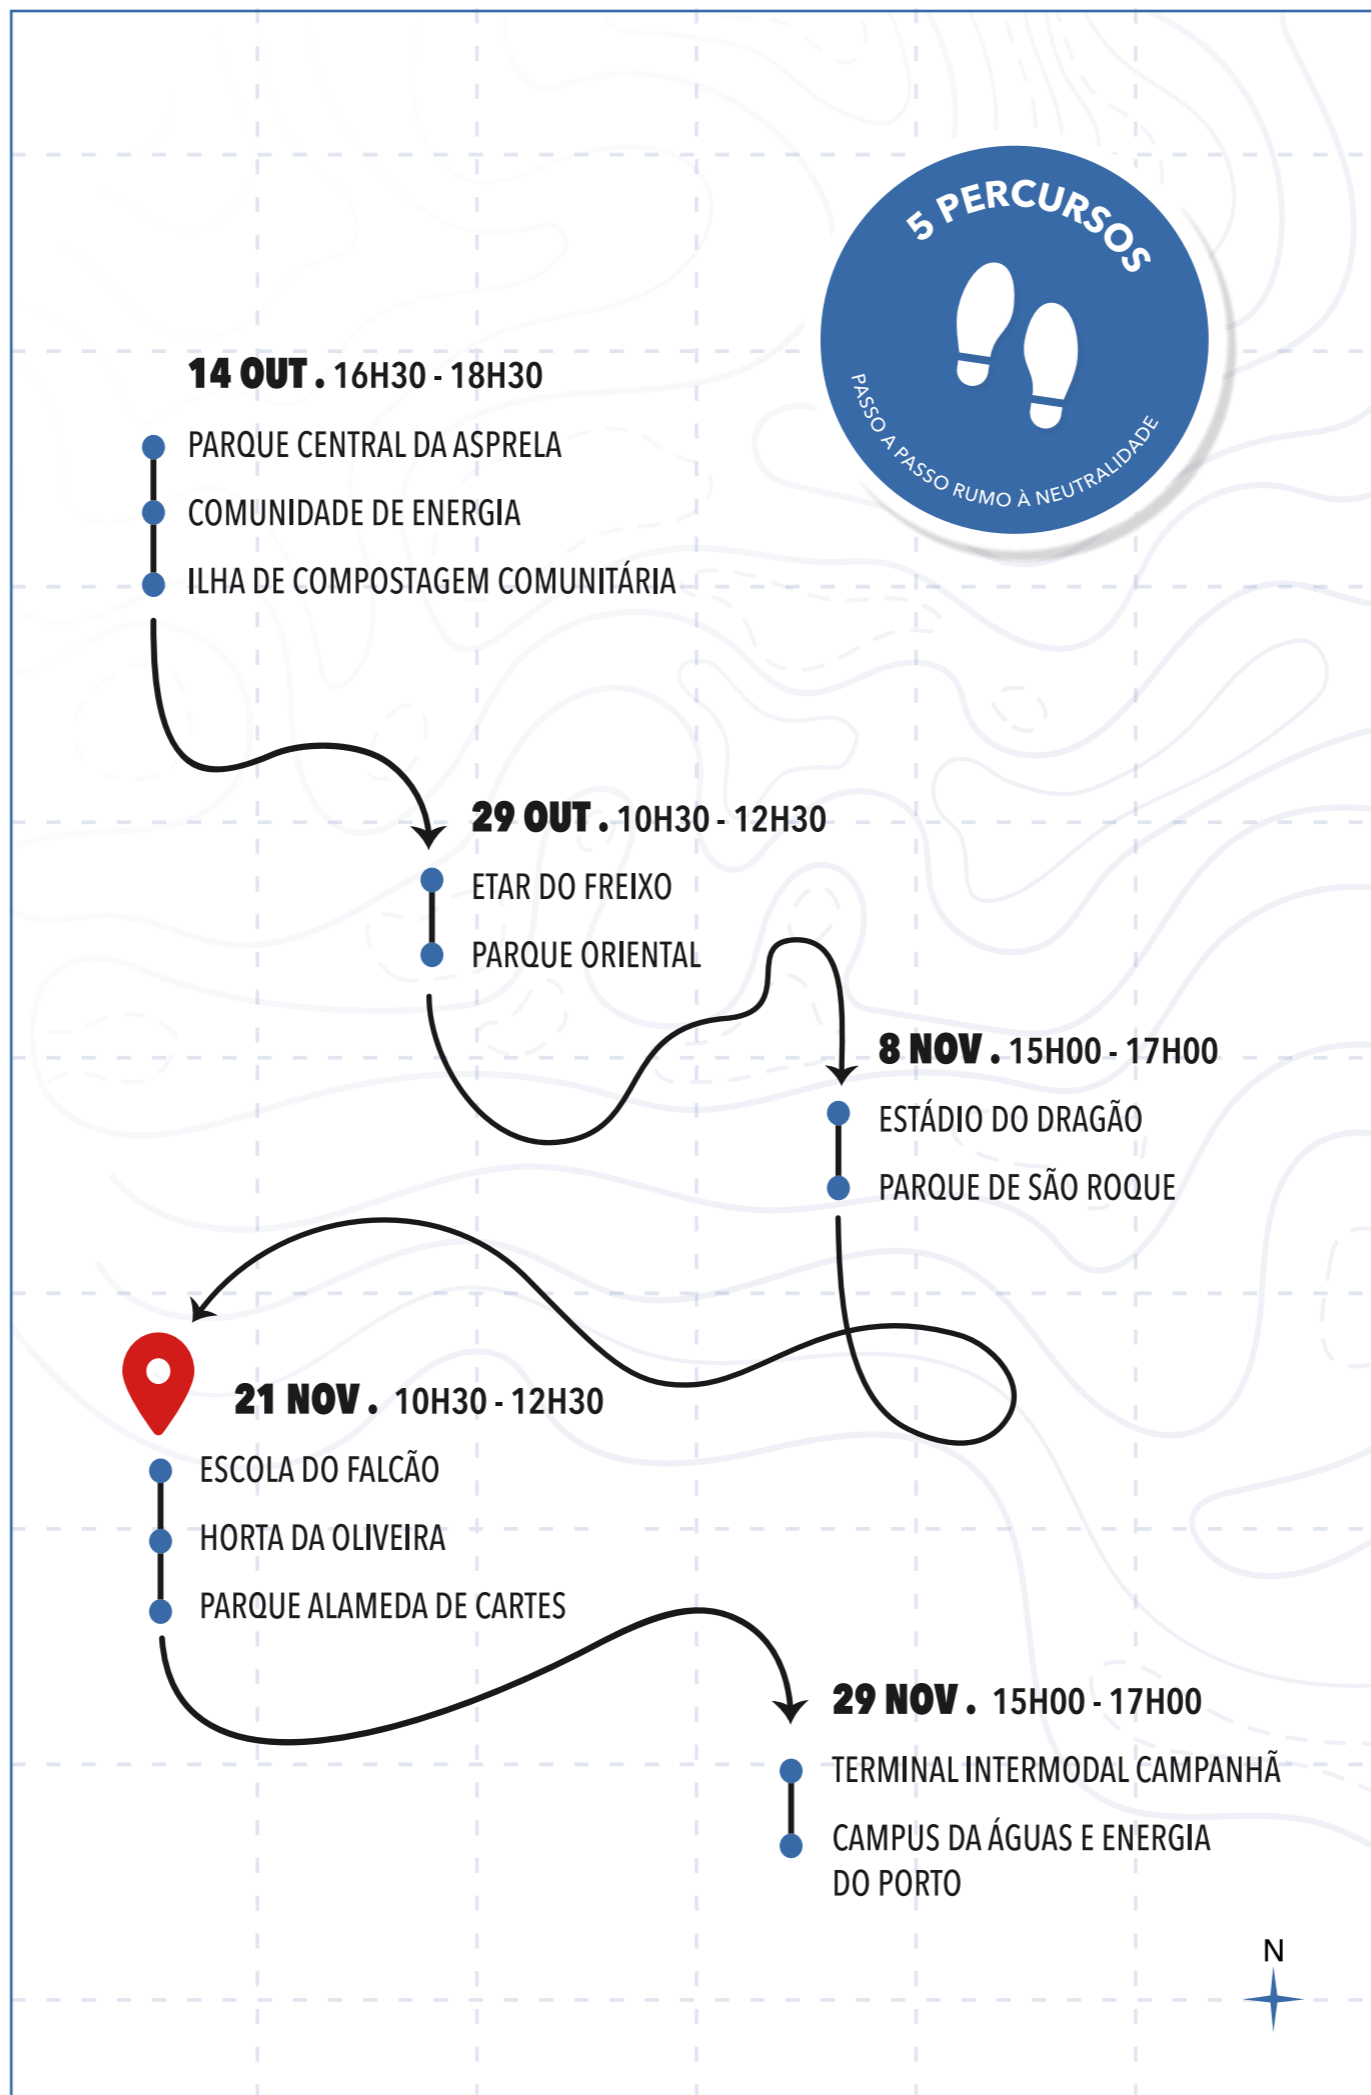 5 PERCURSOS
PASSO A PASSO RUMO À NEUTRALIDADE
14 OUT . 16H30 - 18H30
PARQUE CENTRAL DA ASPRELA
COMUNIDADE DE ENERGIA
ILHA DE COMPOSTAGEM COMUNITÁRIA
29 OUT . 10H30 - 12H30
ETAR DO FREIXO
PARQUE ORIENTAL
8 NOV . 15H00 - 17H00
ESTÁDIO DO DRAGÃO
PARQUE DE SÃO ROQUE
21 NOV . 10H30 - 12H30
ESCOLA DO FALCÃO
HORTA DA OLIVEIRA
PARQUE ALAMEDA DE CARTES
29 NOV . 15H00 - 17H00
TERMINAL INTERMODAL CAMPANHÃ
CAMPUS DA ÁGUAS E ENERGIA
DO PORTO
N